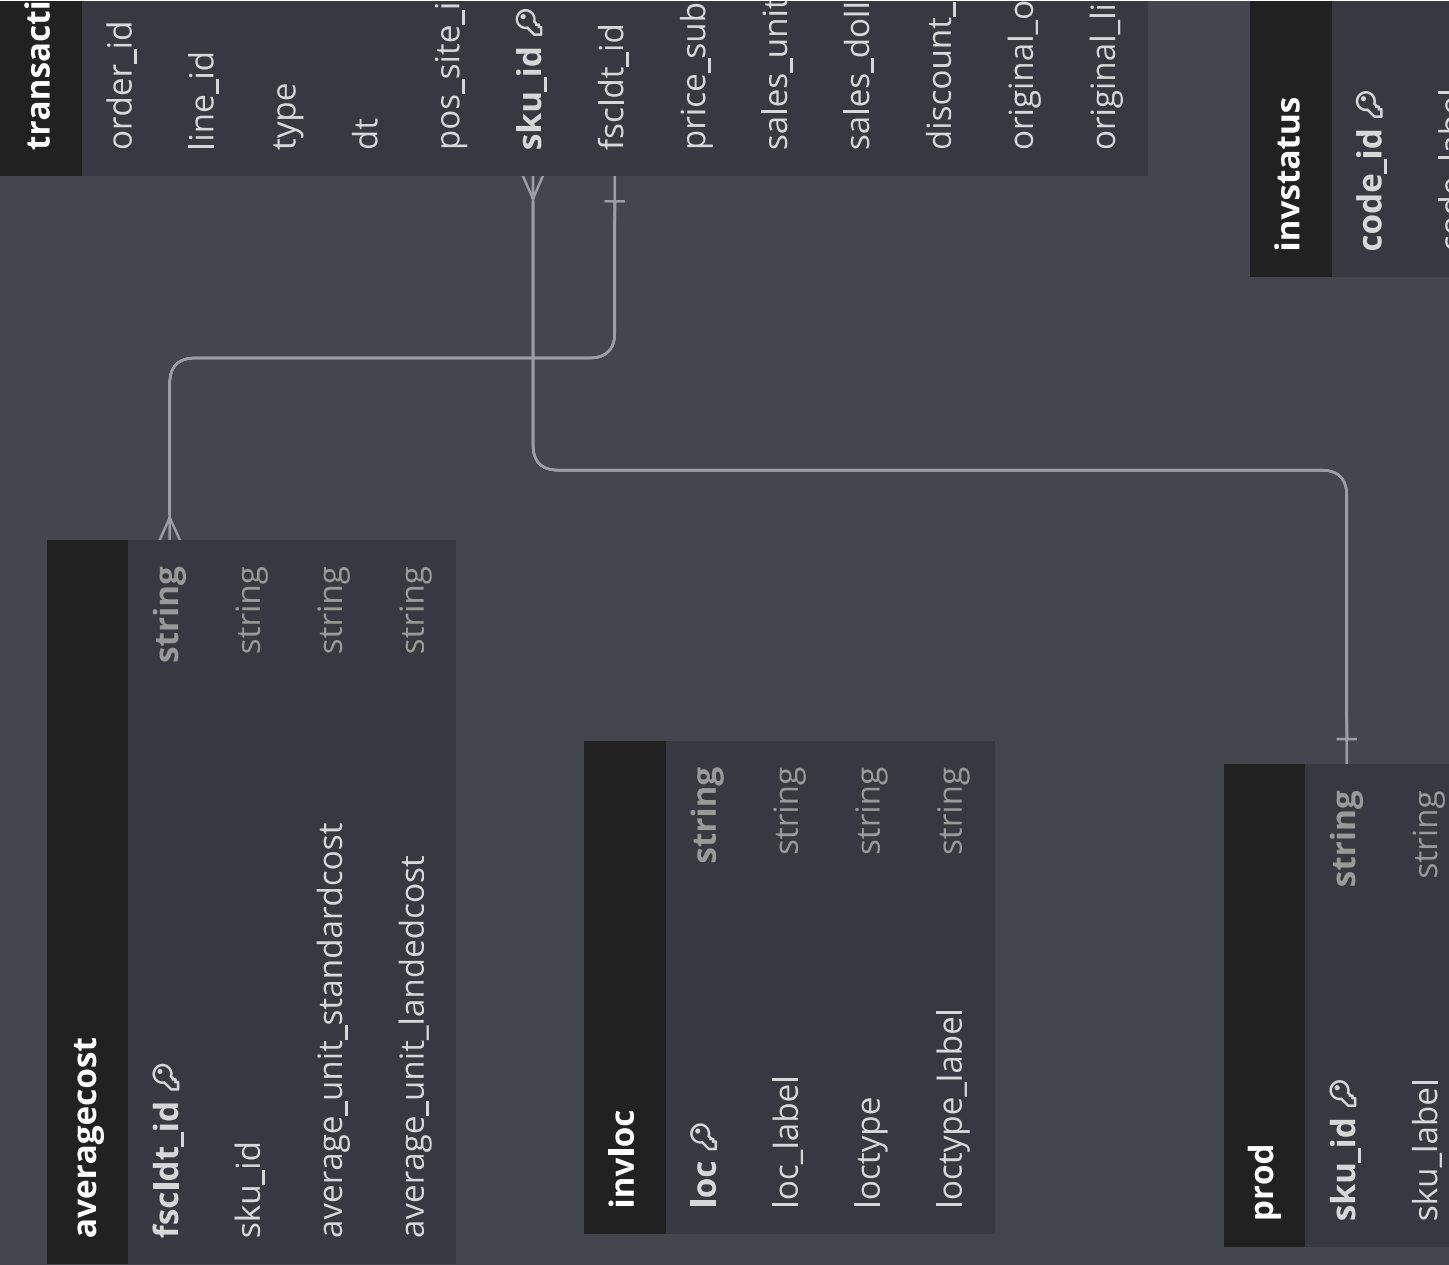 transacti
order_id
line_id
type
dt
pos_site_i
sku_id
fscldt_id
price_sub
sales_unit
sales_doll
discount_
original_o
original_li
invstatus
code_id
code_label
averagecost
fscldt_id string
sku_id string
average_unit_standardcost string
average_unit_landedcost string
invloc
loc string
loc_label string
loctype string
loctype_label string
prod
sku_id string
sku_label string